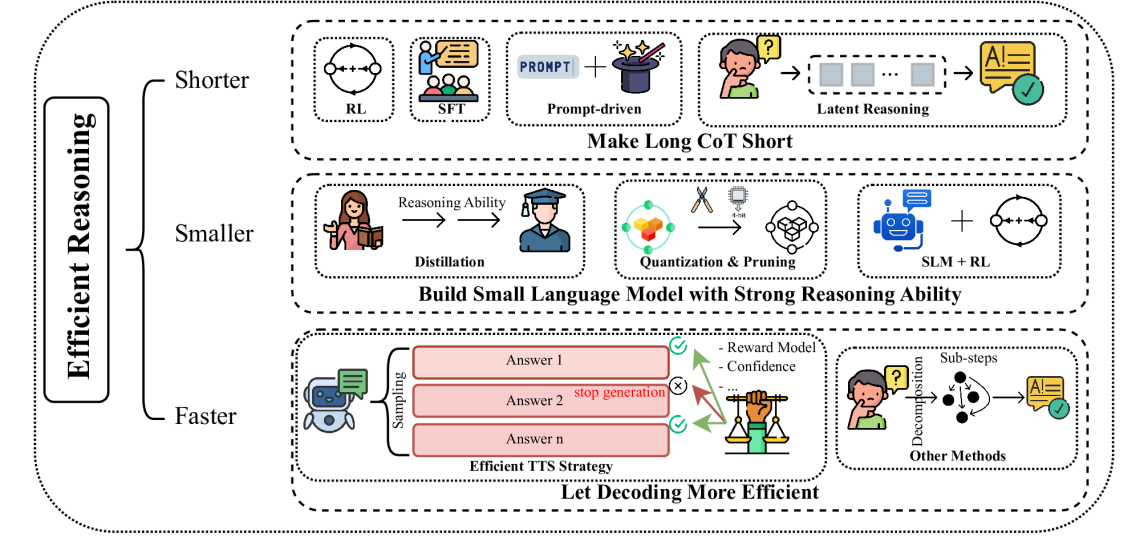 Efficient Reasoning
Shorter
RL
SFT
PROMPT
Prompt-driven
?
...
A!
Latent Reasoning
Make Long CoT Short
Smaller
Reasoning Ability
Distillation
4-bit
Quantization & Pruning
SLM + RL
Build Small Language Model with Strong Reasoning Ability
Faster
Sampling
Answer 1
Answer 2
stop generation
Answer n
- Reward Model
- Confidence
- ...
Efficient TTS Strategy
?
Decomposition
Sub-steps
A!
Other Methods
Let Decoding More Efficient